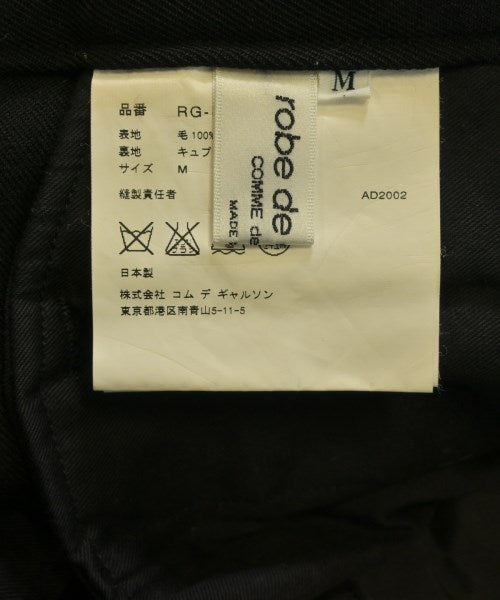 M
品番 RG-
表地 毛100%
裏地 キュプ
サイズ M
縫製責任者 AD2002
日本製
株式会社 コム デ ギャルソン
東京都港区南青山5-11-5
robe de
COMME de
MADE